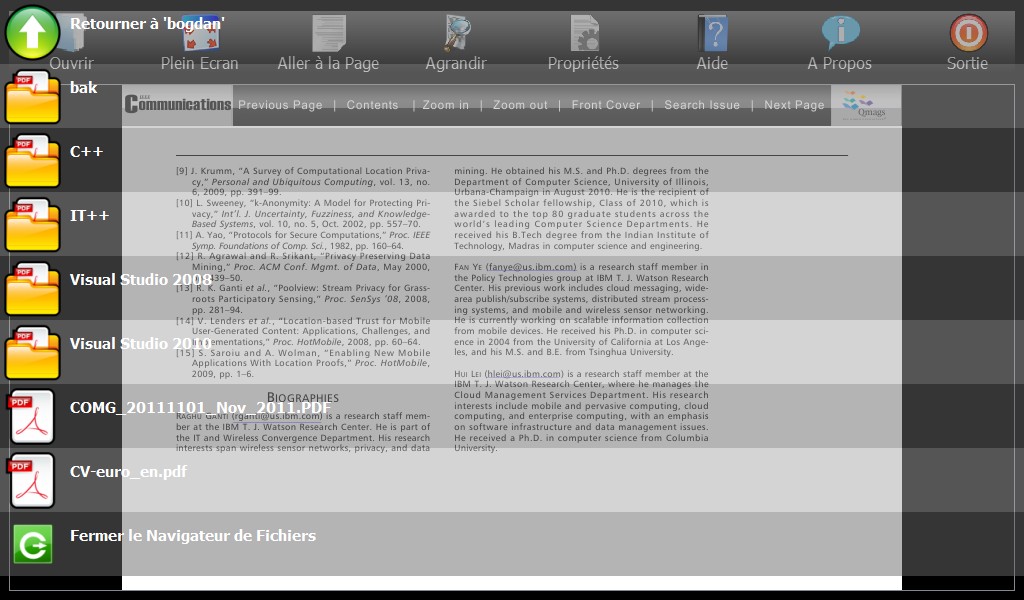 Retourner à 'bogdan'
Ouvrir
Plein Ecran
Aller à la Page
Agrandir
Propriétés
Aide
A Propos
Sortie
bak
C++
IT++
Visual Studio 2008
Visual Studio 2010
COMG_20111101_Nov_2011.PDF
CV-euro_en.pdf
Fermer le Navigateur de Fichiers
IEEE
Communications
Previous Page | Contents | Zoom in | Zoom out | Front Cover | Search Issue | Next Page
Qmags
[9] J. Krumm, “A Survey of Computational Location Priva-
cy,” Personal and Ubiquitous Computing, vol. 13, no.
6, 2009, pp. 391–99.
[10] L. Sweeney, “k-Anonymity: A Model for Protecting Pri-
vacy,” Int’l. J. Uncertainty, Fuzziness, and Knowledge-
Based Systems, vol. 10, no. 5, Oct. 2002, pp. 557–70.
[11] A. Yao, “Protocols for Secure Computations,” Proc. IEEE
Symp. Foundations of Comp. Sci., 1982, pp. 160–64.
[12] R. Agrawal and R. Srikant, “Privacy Preserving Data
Mining,” Proc. ACM Conf. Mgmt. of Data, May 2000,
439–50.
[13] R. K. Ganti et al., “Poolview: Stream Privacy for Grass-
roots Participatory Sensing,” Proc. SenSys ’08, 2008,
pp. 281–94.
[14] V. Lenders et al., “Location-based Trust for Mobile
User-Generated Content: Applications, Challenges, and
Implementations,” Proc. HotMobile, 2008, pp. 60–64.
[15] S. Saroiu and A. Wolman, “Enabling New Mobile
Applications With Location Proofs,” Proc. HotMobile,
2009, pp. 1–6.
BIOGRAPHIES
RAGHU GANTI (rganti@us.ibm.com) is a research staff mem-
ber at the IBM T. J. Watson Research Center. He is part of
the IT and Wireless Convergence Department. His research
interests span wireless sensor networks, privacy, and data
mining. He obtained his M.S. and Ph.D. degrees from the
Department of Computer Science, University of Illinois,
Urbana-Champaign in August 2010. He is the recipient of
the Siebel Scholar fellowship, Class of 2010, which is
awarded to the top 80 graduate students across the
world’s leading Computer Science Departments. He
received his B.Tech degree from the Indian Institute of
Technology, Madras in computer science and engineering.
FAN YE (fanye@us.ibm.com) is a research staff member in
the Policy Technologies group at IBM T. J. Watson Research
Center. His previous work includes cloud messaging, wide-
area publish/subscribe systems, distributed stream process-
ing systems, and mobile and wireless sensor networking.
He is currently working on scalable information collection
from mobile devices. He received his Ph.D. in computer sci-
ence in 2004 from the University of California at Los Ange-
les, and his M.S. and B.E. from Tsinghua University.
HUI LEI (hlei@us.ibm.com) is a research staff member at the
IBM T. J. Watson Research Center, where he manages the
Cloud Management Services Department. His research
interests include mobile and pervasive computing, cloud
computing, and enterprise computing, with an emphasis
on software infrastructure and data management issues.
He received a Ph.D. in computer science from Columbia
University.